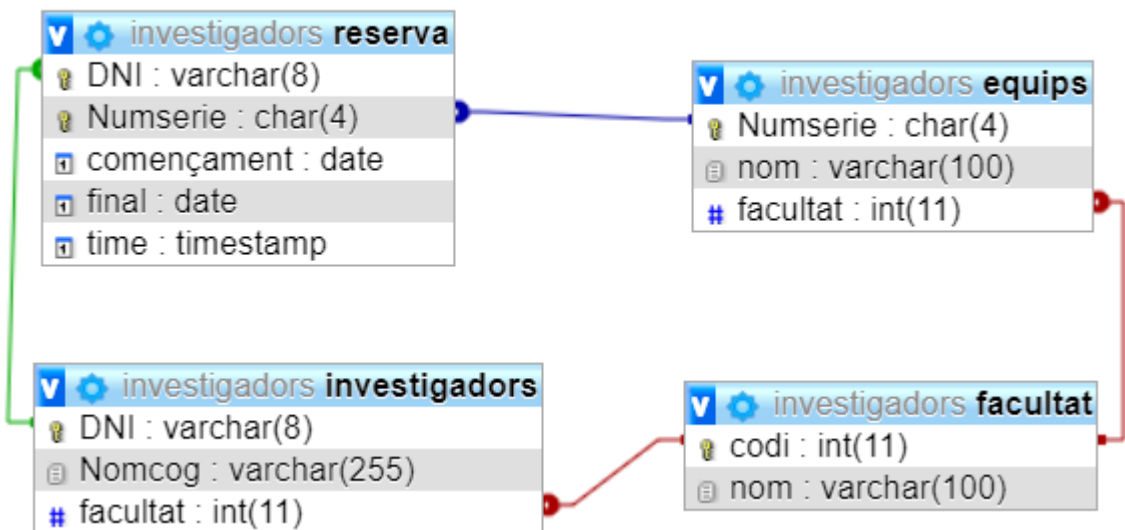 investigadors reserva
DNI : varchar(8)
Numserie : char(4)
començament : date
final : date
time : timestamp
investigadors equips
Numserie : char(4)
nom : varchar(100)
# facultat : int(11)
investigadors investigadors
DNI : varchar(8)
Nomcog : varchar(255)
# facultat : int(11)
investigadors facultat
codi : int(11)
nom : varchar(100)